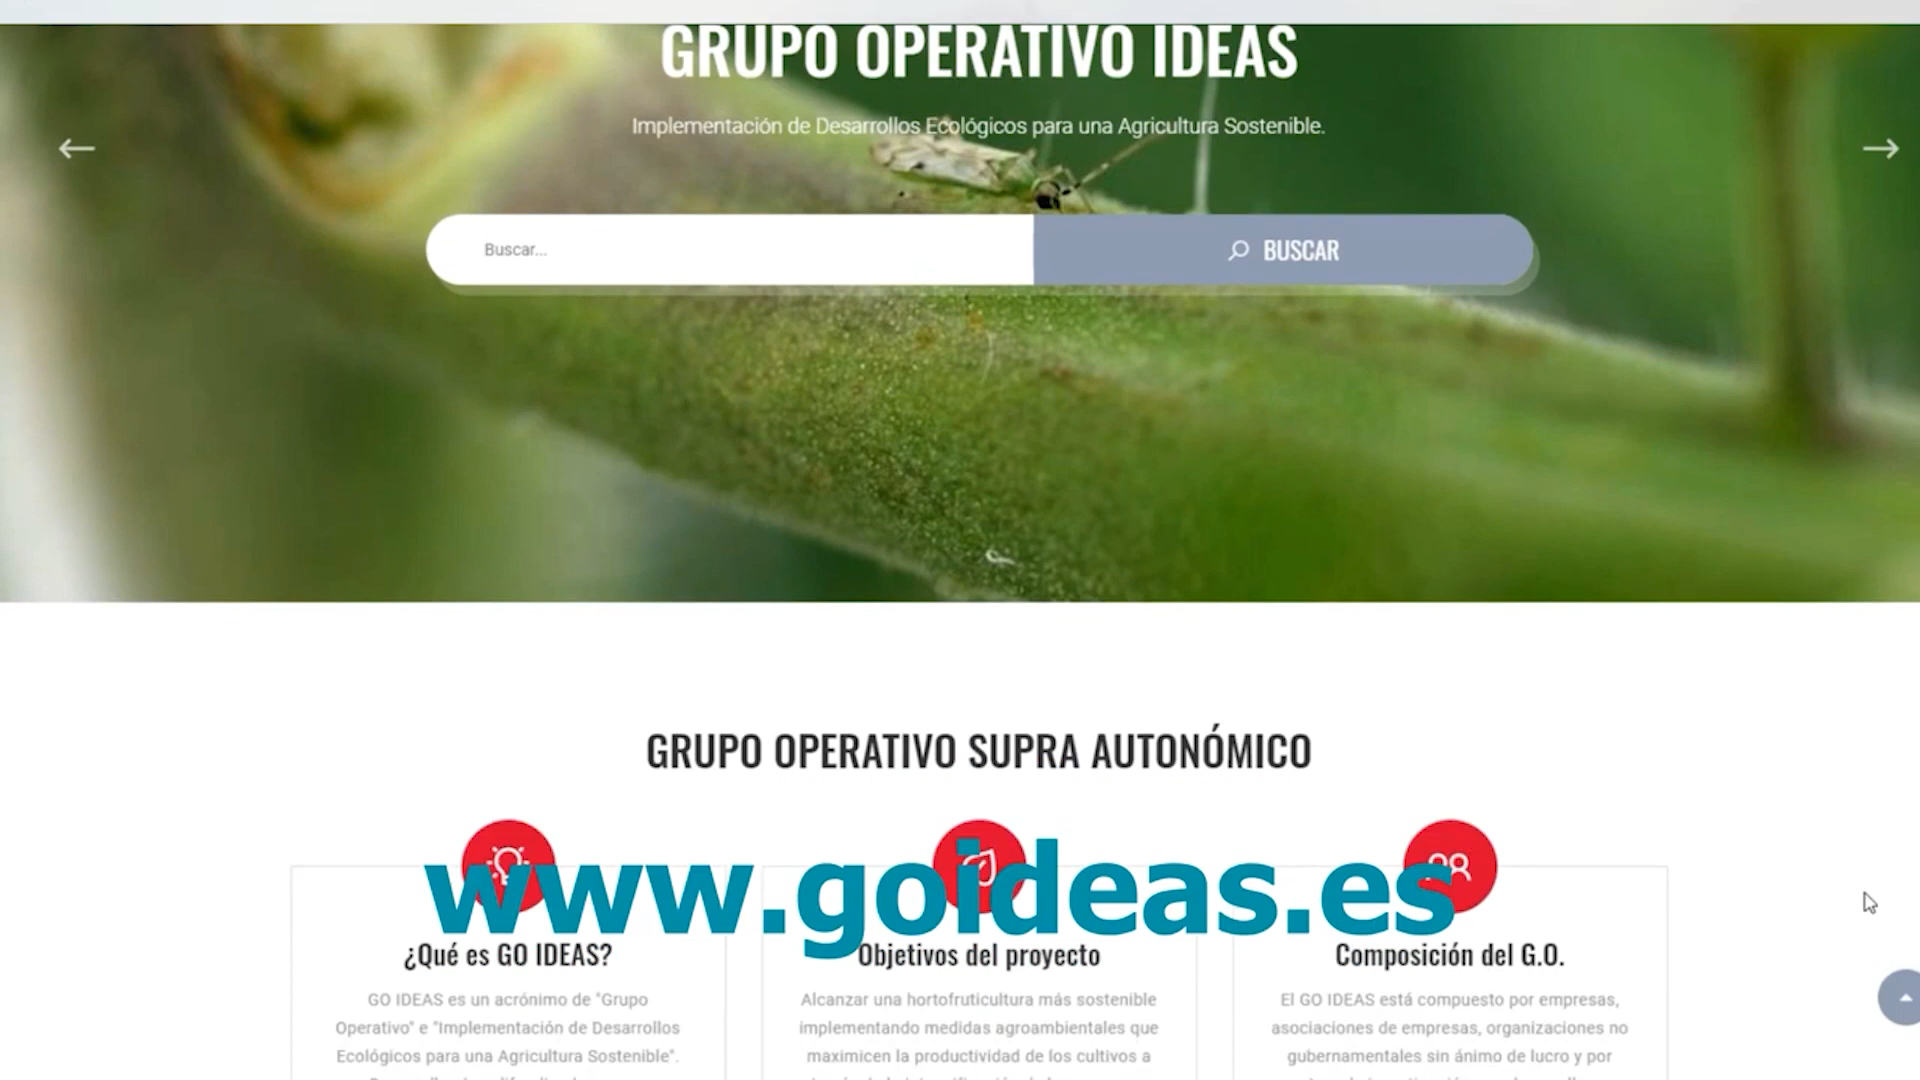 GRUPO OPERATIVO IDEAS
Implementación de Desarrollos Ecológicos para una Agricultura Sostenible.
Buscar...
BUSCAR
GRUPO OPERATIVO SUPRA AUTONÓMICO
www.goideas.es
¿Qué es GO IDEAS?
GO IDEAS es un acrónimo de "Grupo
Operativo" e "Implementación de Desarrollos
Ecológicos para una Agricultura Sostenible".
Objetivos del proyecto
Alcanzar una hortofruticultura más sostenible
implementando medidas agroambientales que
maximicen la productividad de los cultivos a
Composición del G.O.
El GO IDEAS está compuesto por empresas,
asociaciones de empresas, organizaciones no
gubernamentales sin ánimo de lucro y por